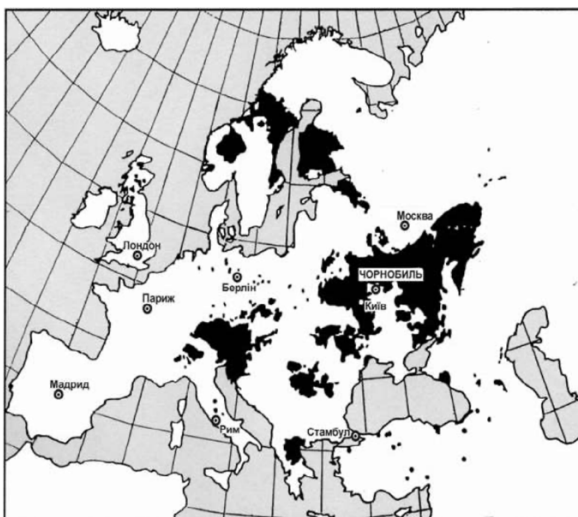 Москва
Лондон
Берлін
ЧОРНОБИЛЬ
Київ
Париж
Мадрид
Рим
Стамбул